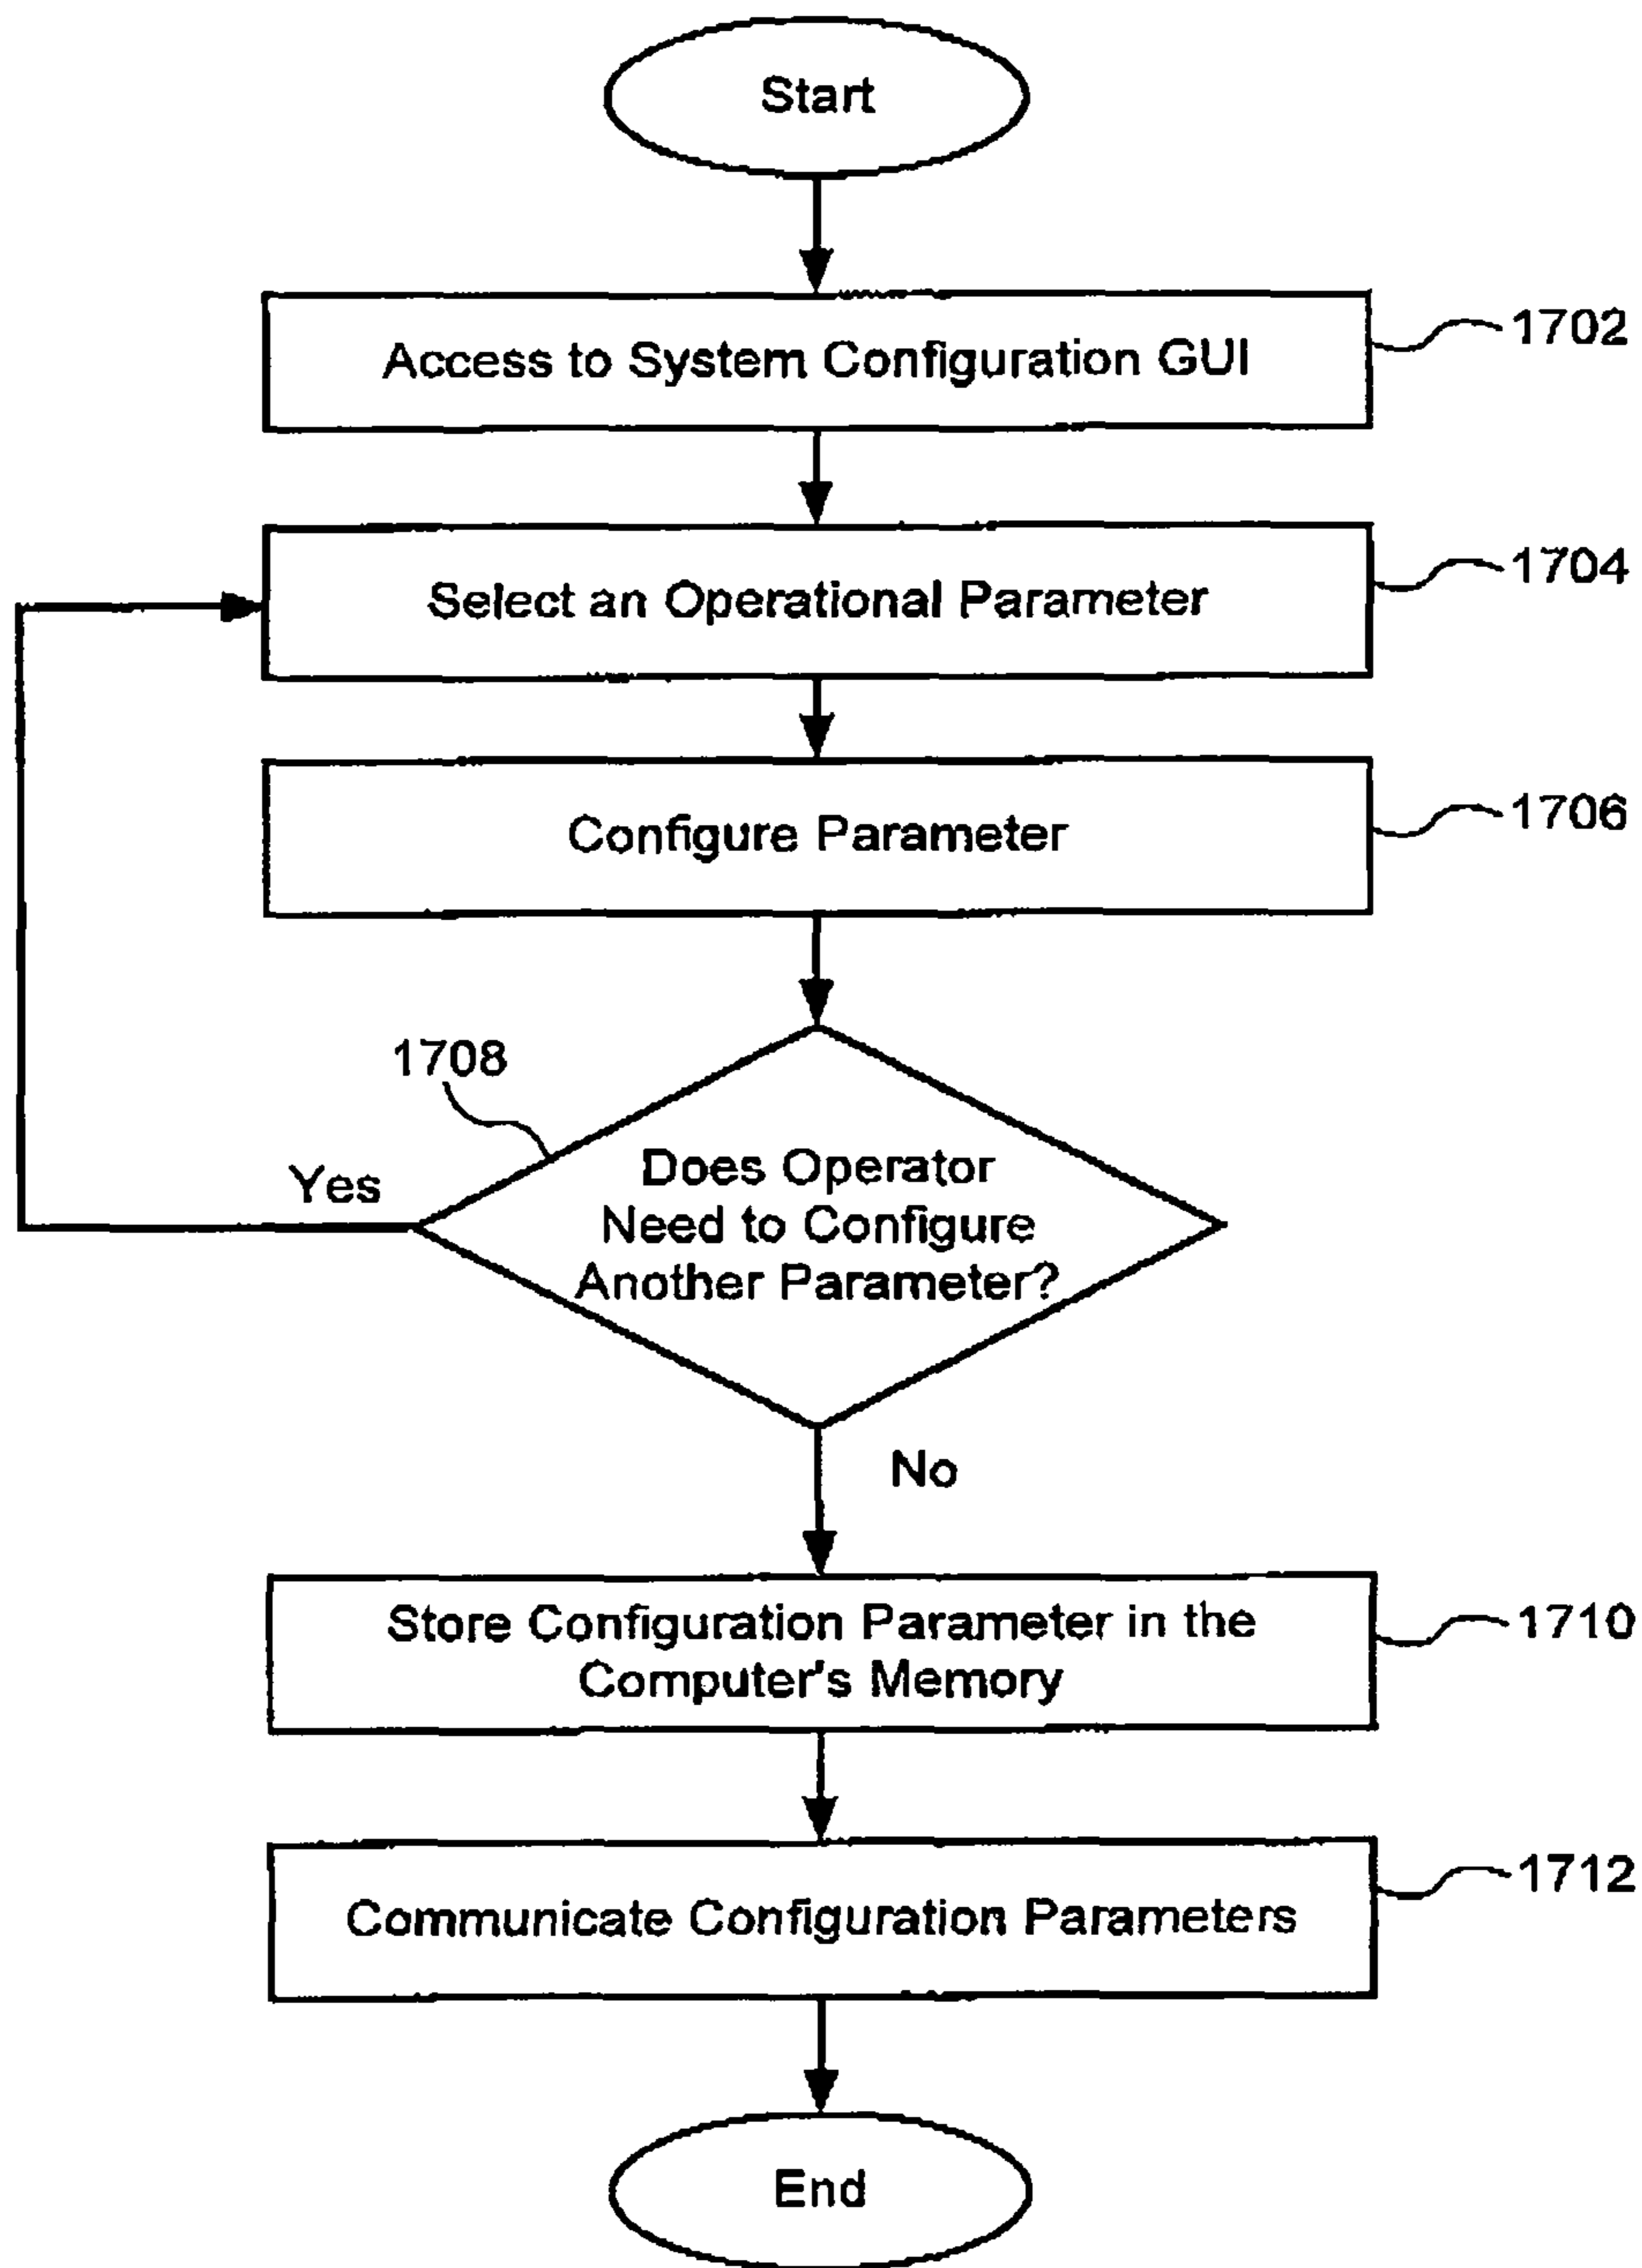 Start
Access to System Configuration GUI
1702
Select an Operational Parameter
1704
Configure Parameter
1706
1708
Yes
Does Operator
Need to Configure
Another Parameter?
No
Store Configuration Parameter in the
Computer's Memory
1710
Communicate Configuration Parameters
1712
End